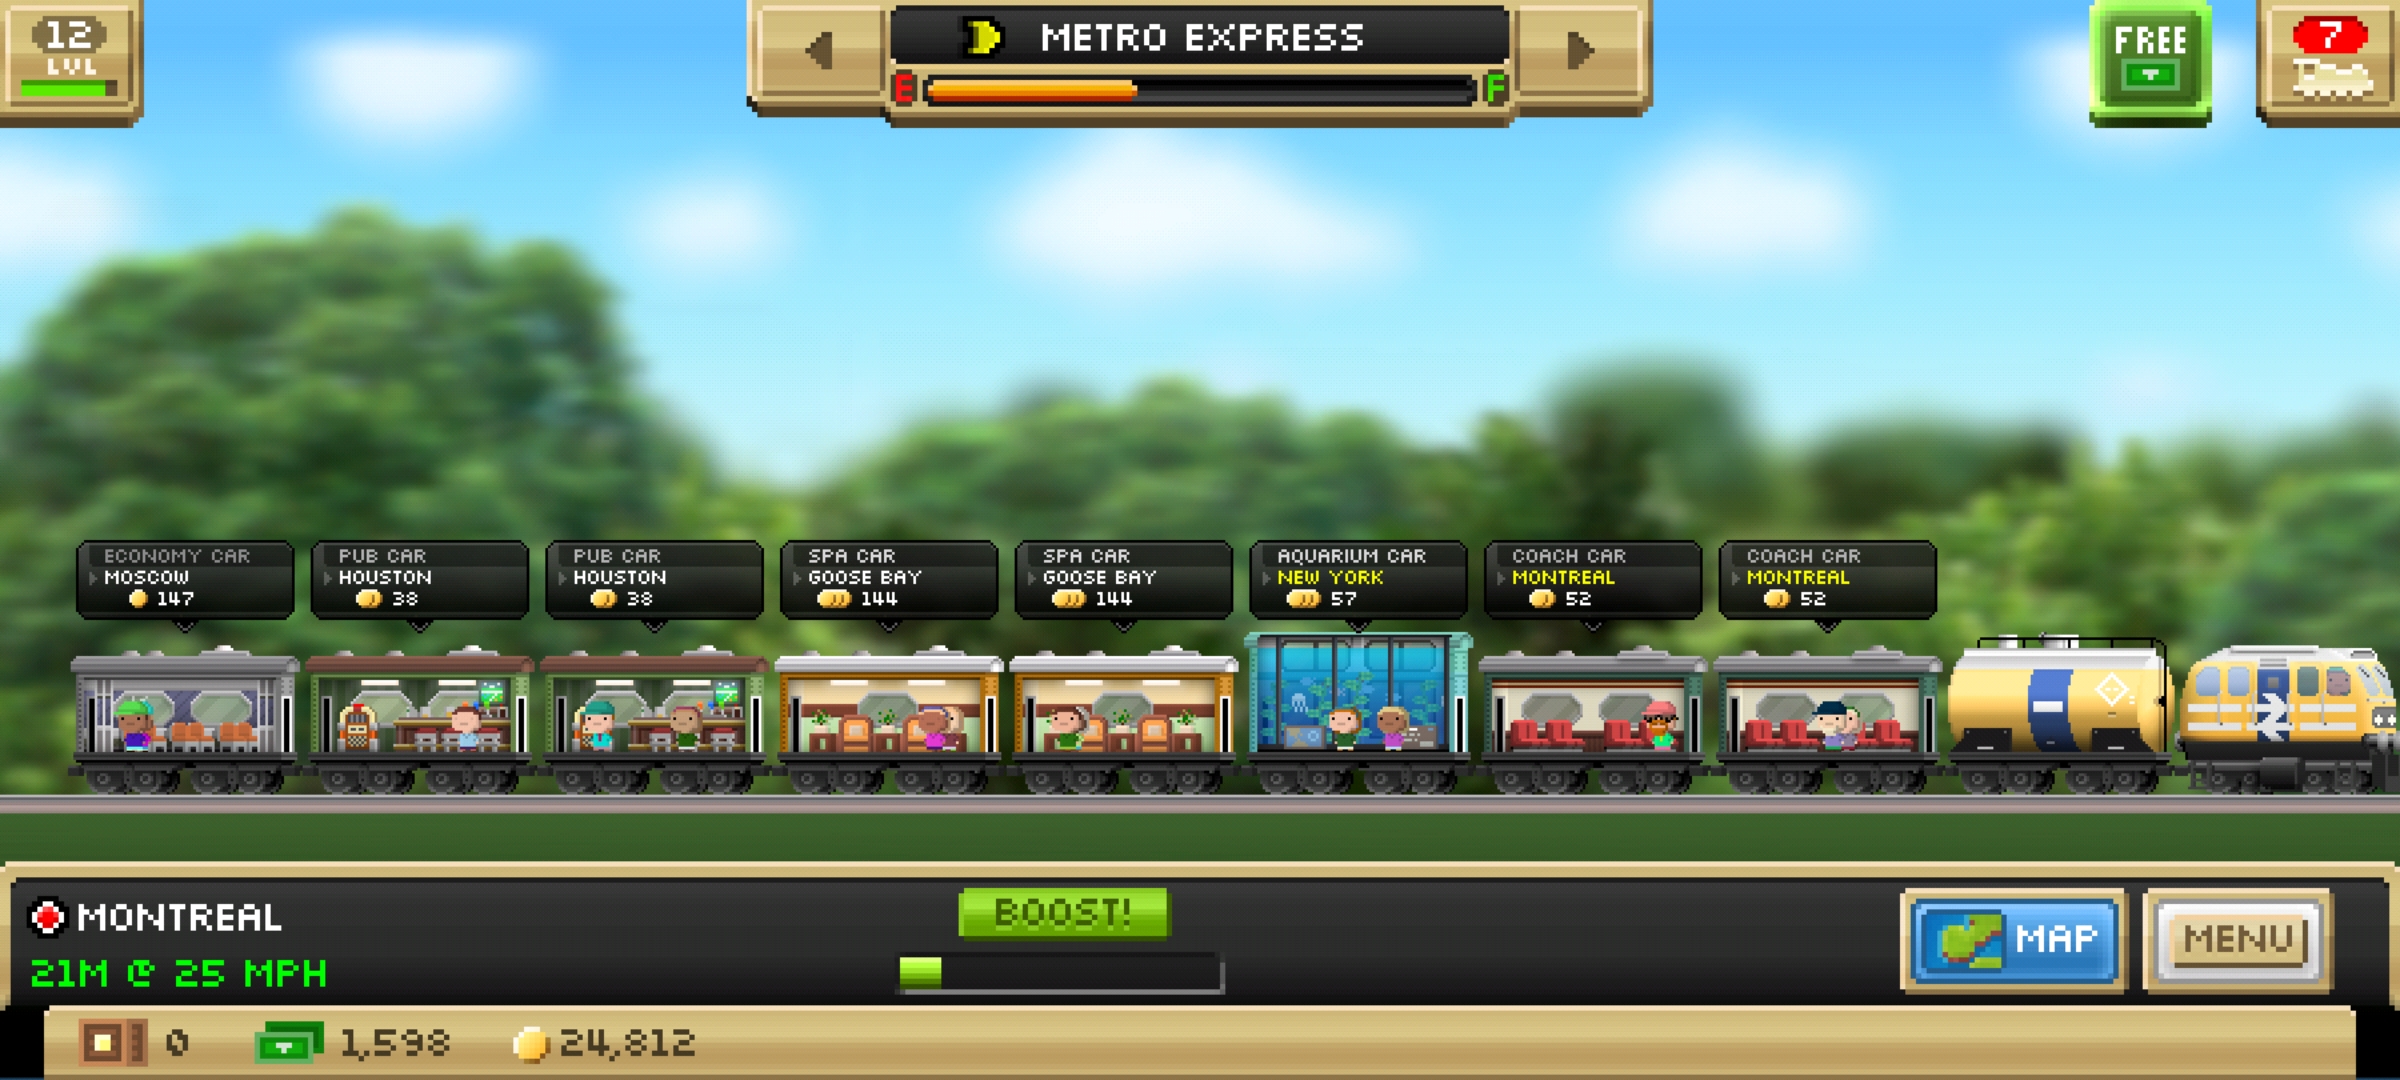 12
LVL
METRO EXPRESS
E
F
FREE
7
ECONOMY CAR
MOSCOW
147
PUB CAR
HOUSTON
38
PUB CAR
HOUSTON
38
SPA CAR
GOOSE BAY
144
SPA CAR
GOOSE BAY
144
AQUARIUM CAR
NEW YORK
57
COACH CAR
MONTREAL
52
COACH CAR
MONTREAL
52
MONTREAL
21M @ 25 MPH
BOOST!
MAP
MENU
0
1,598
24,812